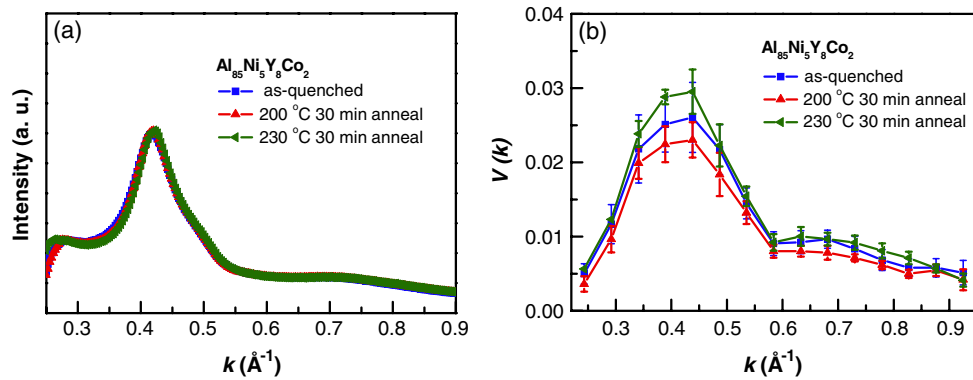 (a)
Al₈₅Ni₅Y₈Co₂
as-quenched
200 °C 30 min anneal
230 °C 30 min anneal
Intensity (a. u.)
0.3 0.4 0.5 0.6 0.7 0.8 0.9
k (Å⁻¹)
(b)
Al₈₅Ni₅Y₈Co₂
as-quenched
200 °C 30 min anneal
230 °C 30 min anneal
V(k)
0.04
0.03
0.02
0.01
0.00
0.3 0.4 0.5 0.6 0.7 0.8 0.9
k (Å⁻¹)